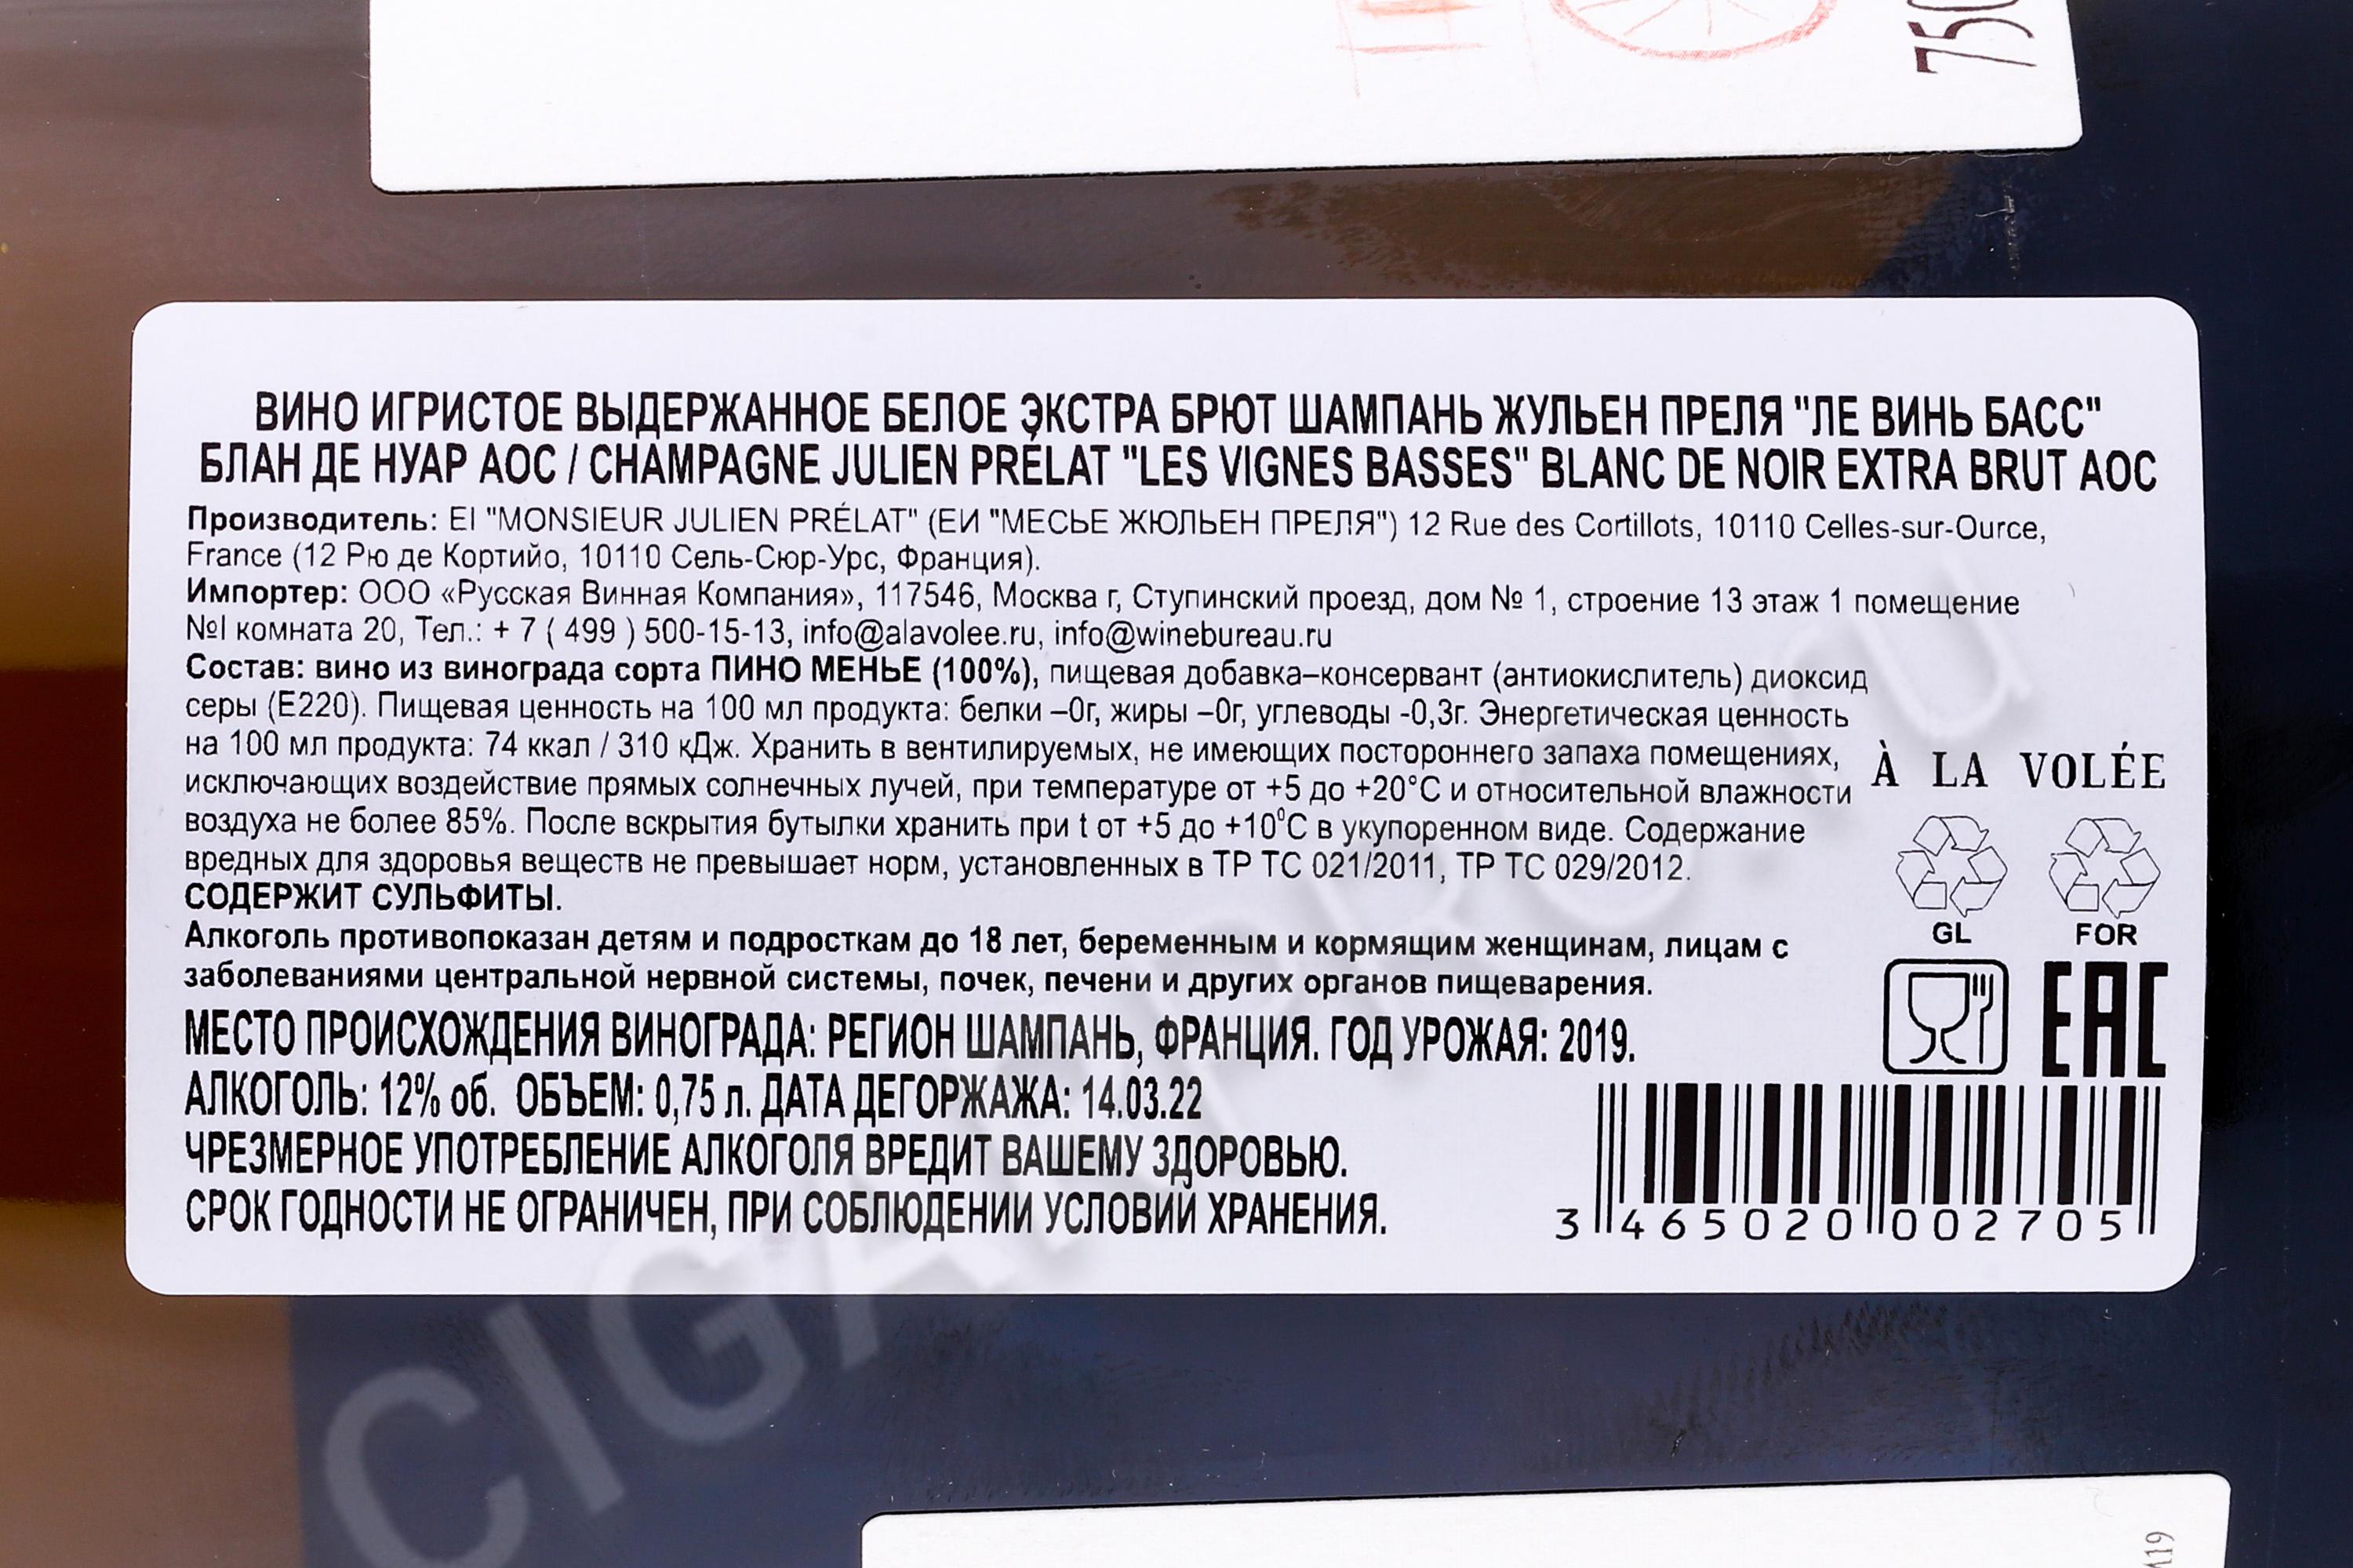 750
ВИНО ИГРИСТОЕ ВЫДЕРЖАННОЕ БЕЛОЕ ЭКСТРА БРЮТ ШАМПАНЬ ЖУЛЬЕН ПРЕЛЯ "ЛЕ ВИНЬ БАСС"
БЛАН ДЕ НУАР АОС / CHAMPAGNE JULIEN PRÉLAT "LES VIGNES BASSES" BLANC DE NOIR EXTRA BRUT AOC
Производитель: EI "MONSIEUR JULIEN PRÉLAT" (ЕИ "МЕСЬЕ ЖЮЛЬЕН ПРЕЛЯ") 12 Rue des Cortillots, 10110 Celles-sur-Ource,
France (12 Рю де Кортийо, 10110 Сель-Сюр-Урс, Франция).
Импортер: ООО «Русская Винная Компания», 117546, Москва г, Ступинский проезд, дом № 1, строение 13 этаж 1 помещение
№I комната 20, Тел.: + 7 ( 499 ) 500-15-13, info@alavolee.ru, info@winebureau.ru
Состав: вино из винограда сорта ПИНО МЕНЬЕ (100%), пищевая добавка–консервант (антиокислитель) диоксид
серы (Е220). Пищевая ценность на 100 мл продукта: белки –0г, жиры –0г, углеводы -0,3г. Энергетическая ценность
на 100 мл продукта: 74 ккал / 310 кДж. Хранить в вентилируемых, не имеющих постороннего запаха помещениях,
исключающих воздействие прямых солнечных лучей, при температуре от +5 до +20°С и относительной влажности
воздуха не более 85%. После вскрытия бутылки хранить при t от +5 до +10⁰С в укупоренном виде. Содержание
вредных для здоровья веществ не превышает норм, установленных в ТР ТС 021/2011, ТР ТС 029/2012.
СОДЕРЖИТ СУЛЬФИТЫ.
Алкоголь противопоказан детям и подросткам до 18 лет, беременным и кормящим женщинам, лицам с
заболеваниями центральной нервной системы, почек, печени и других органов пищеварения.
МЕСТО ПРОИСХОЖДЕНИЯ ВИНОГРАДА: РЕГИОН ШАМПАНЬ, ФРАНЦИЯ. ГОД УРОЖАЯ: 2019.
АЛКОГОЛЬ: 12% об. ОБЪЕМ: 0,75 л. ДАТА ДЕГОРЖАЖА: 14.03.22
ЧРЕЗМЕРНОЕ УПОТРЕБЛЕНИЕ АЛКОГОЛЯ ВРЕДИТ ВАШЕМУ ЗДОРОВЬЮ.
СРОК ГОДНОСТИ НЕ ОГРАНИЧЕН, ПРИ СОБЛЮДЕНИИ УСЛОВИЙ ХРАНЕНИЯ.
À LA VOLÉE
GL FOR
EAC
3 465020 002705
CIGARPRO.ru